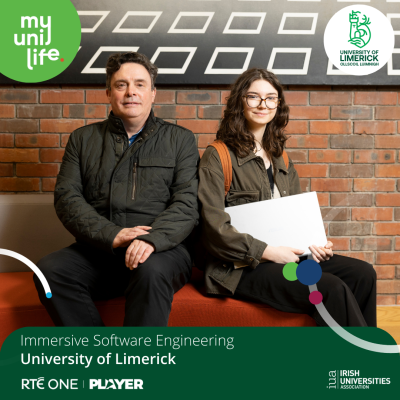 my
uni
life.
UNIVERSITY OF
LIMERICK
OLLSCOIL LUIMNIGH
Immersive Software Engineering
University of Limerick
RTÉ ONE | PLAYER
iua
IRISH
UNIVERSITIES
ASSOCIATION